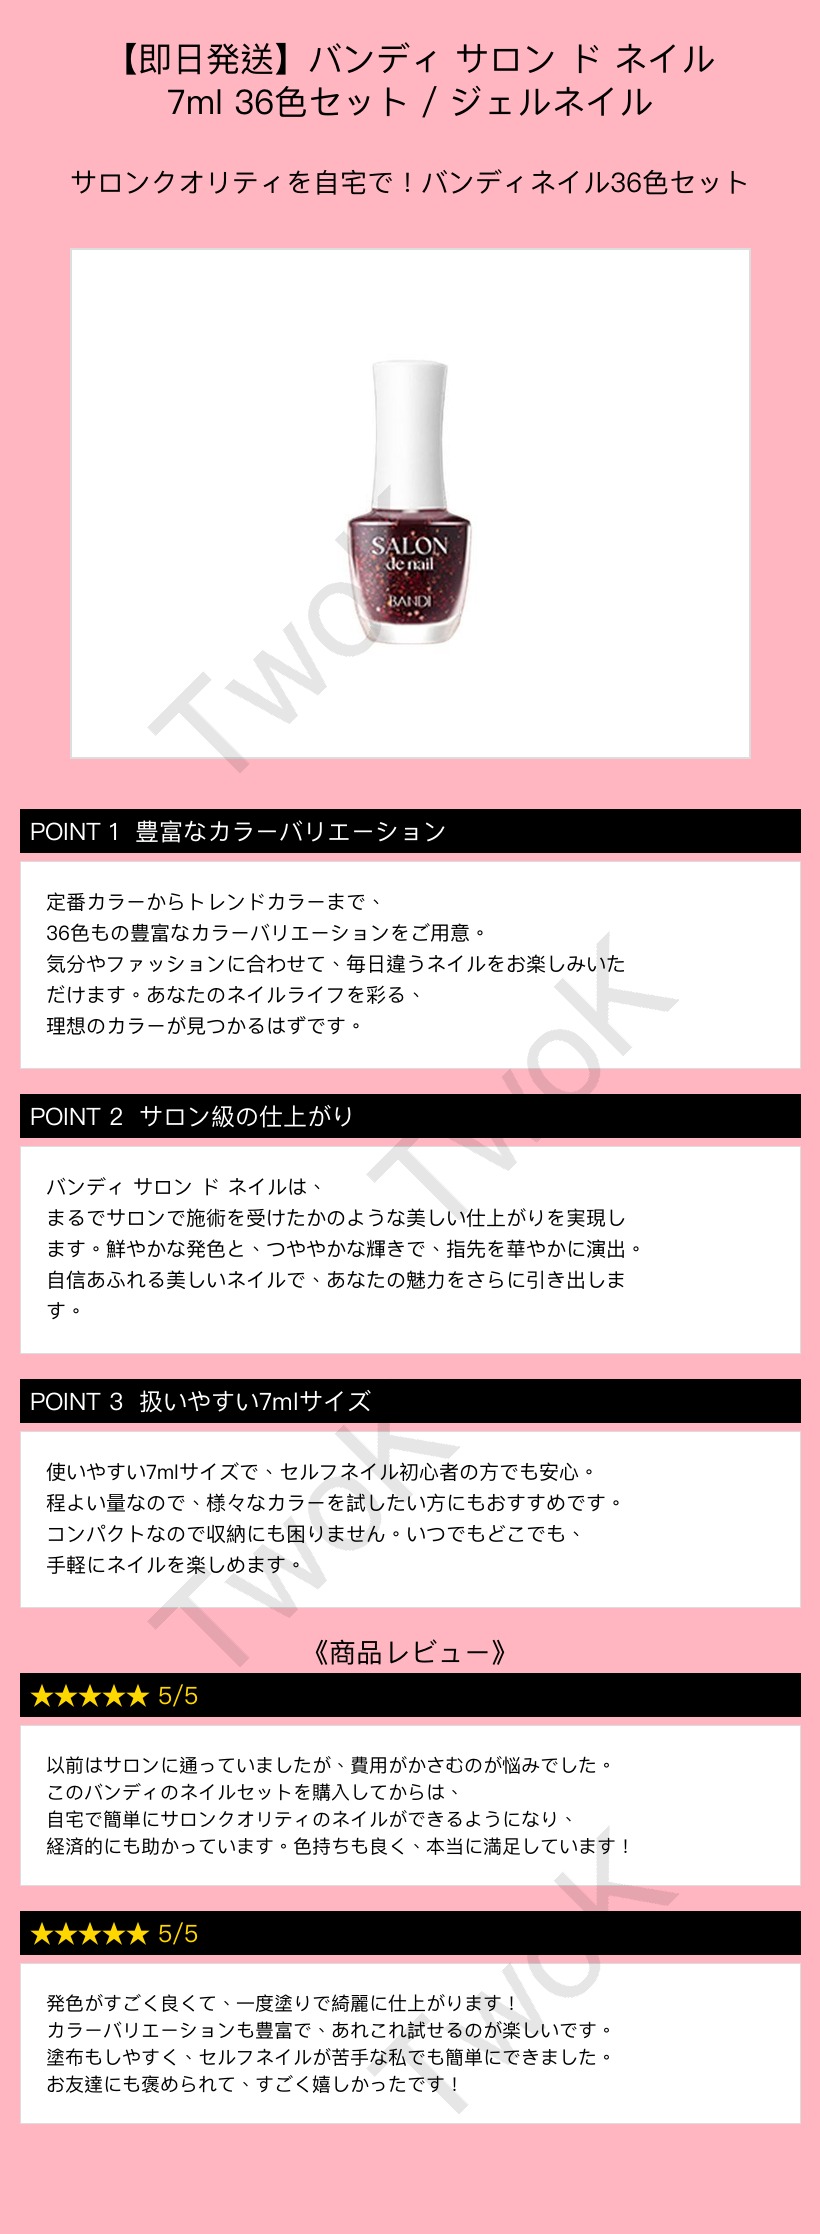 【即日発送】バンディ サロン ド ネイル
7ml 36色セット / ジェルネイル
サロンクオリティを自宅で！バンディネイル36色セット
SALON
de nail
BANDI
TwoK
POINT 1 豊富なカラーバリエーション
定番カラーからトレンドカラーまで、
36色もの豊富なカラーバリエーションをご用意。
気分やファッションに合わせて、毎日違うネイルをお楽しみいた
だけます。あなたのネイルライフを彩る、
理想のカラーが見つかるはずです。
TwoK
POINT 2 サロン級の仕上がり
バンディ サロン ド ネイルは、
まるでサロンで施術を受けたかのような美しい仕上がりを実現し
ます。鮮やかな発色と、つややかな輝きで、指先を華やかに演出。
自信あふれる美しいネイルで、あなたの魅力をさらに引き出しま
す。
POINT 3 扱いやすい7mlサイズ
使いやすい7mlサイズで、セルフネイル初心者の方でも安心。
程よい量なので、様々なカラーを試したい方にもおすすめです。
コンパクトなので収納にも困りません。いつでもどこでも、
手軽にネイルを楽しめます。
TwoK
《商品レビュー》
★★★★★ 5/5
以前はサロンに通っていましたが、費用がかさむのが悩みでした。
このバンディのネイルセットを購入してからは、
自宅で簡単にサロンクオリティのネイルができるようになり、
経済的にも助かっています。色持ちも良く、本当に満足しています！
★★★★★ 5/5
発色がすごく良くて、一度塗りで綺麗に仕上がります！
カラーバリエーションも豊富で、あれこれ試せるのが楽しいです。
塗布もしやすく、セルフネイルが苦手な私でも簡単にできました。
お友達にも褒められて、すごく嬉しかったです！
TwoK